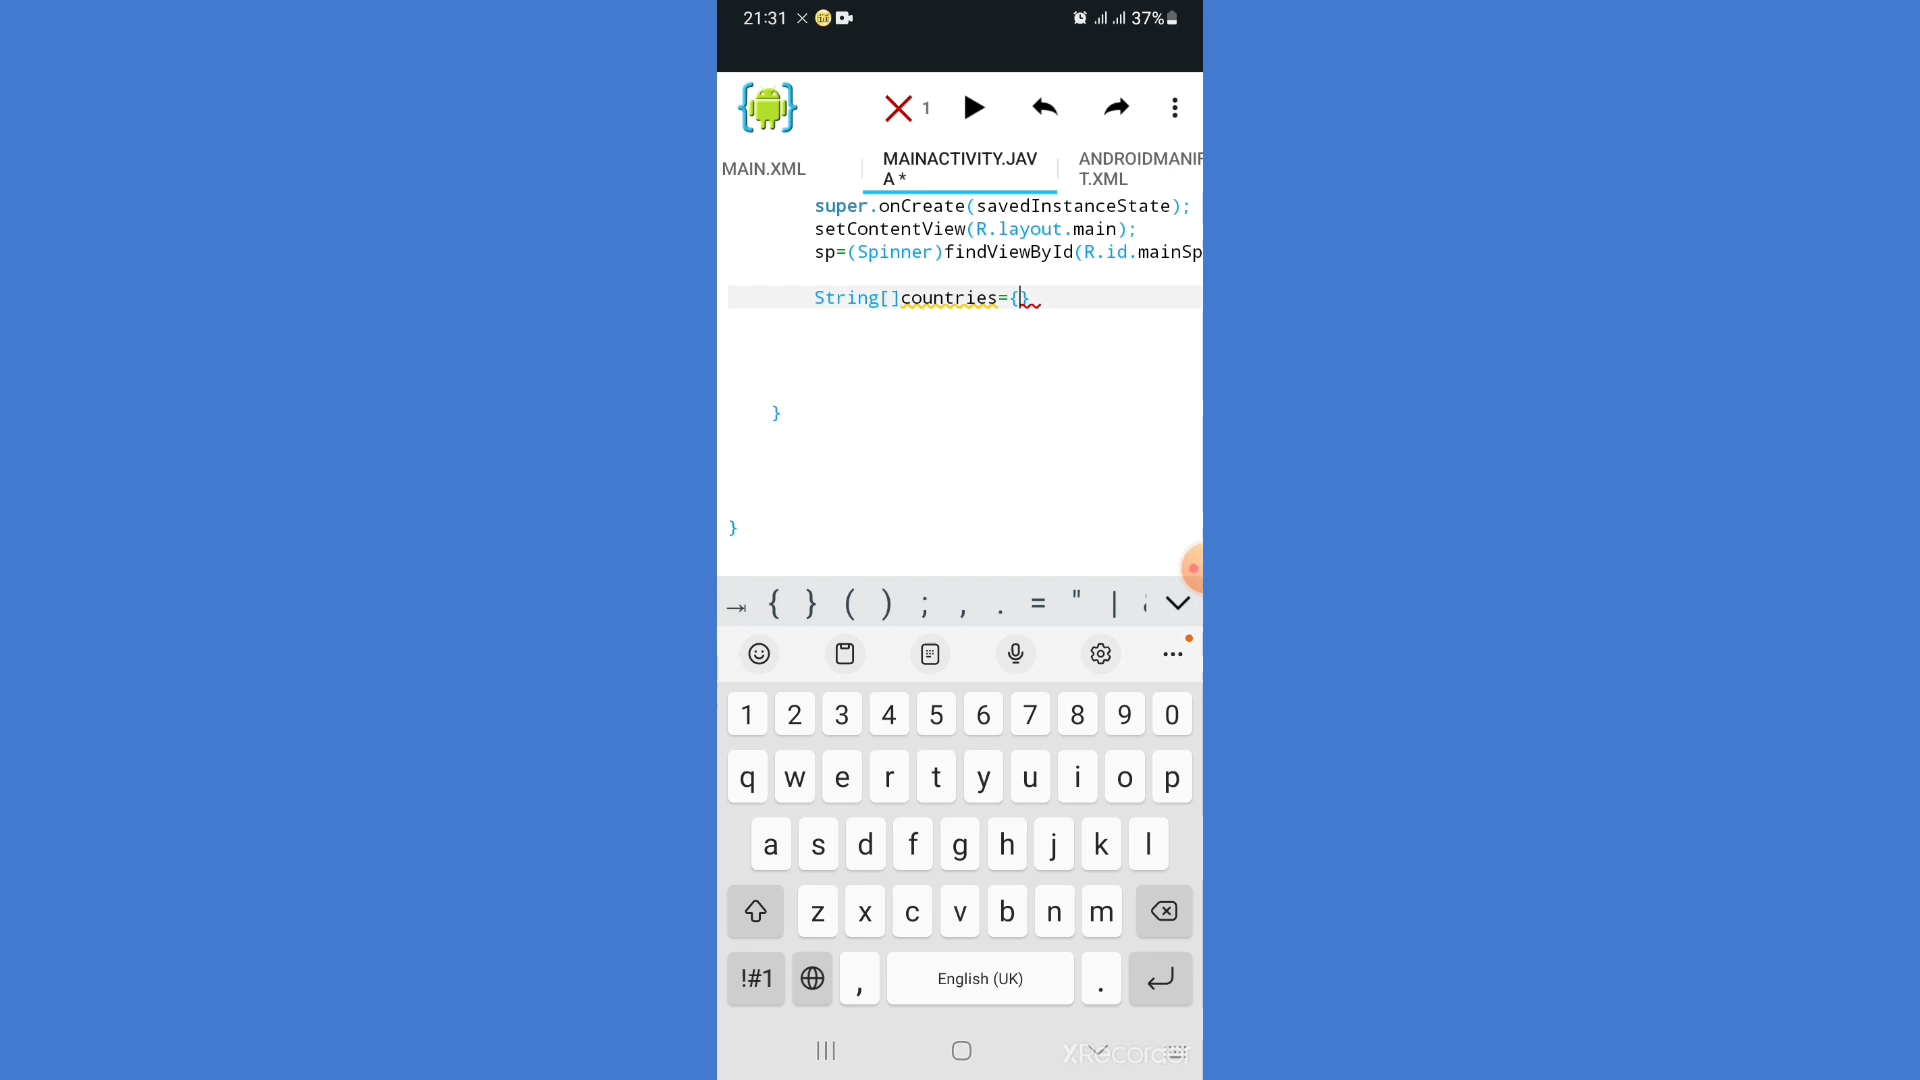 21:31
37%
1
MAIN.XML
MAINACTIVITY.JAV
A *
ANDROIDMANIF
T.XML
super.onCreate(savedInstanceState);
setContentView(R.layout.main);
sp=(Spinner)findViewById(R.id.mainSp
String[]countries={}
}
}
{ } ( ) ; , . = " |
1 2 3 4 5 6 7 8 9 0
q w e r t y u i o p
a s d f g h j k l
z x c v b n m
!#1 , English (UK) .
XRecorder